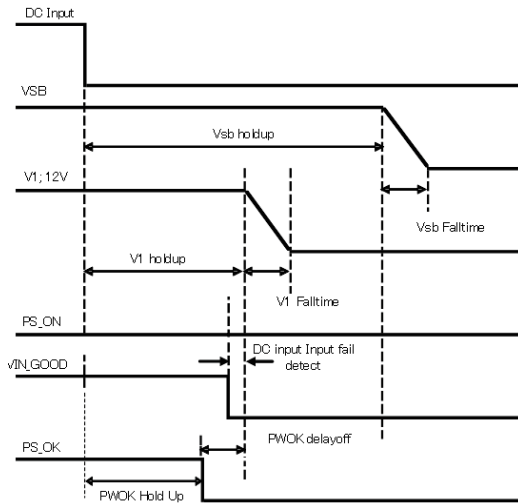 DC Input
VSB
Vsb holdup
V1; 12V
Vsb Falltime
V1 holdup
V1 Falltime
PS_ON
DC input Input fail
detect
VIN_GOOD
PWOK delayoff
PS_OK
PWOK Hold Up